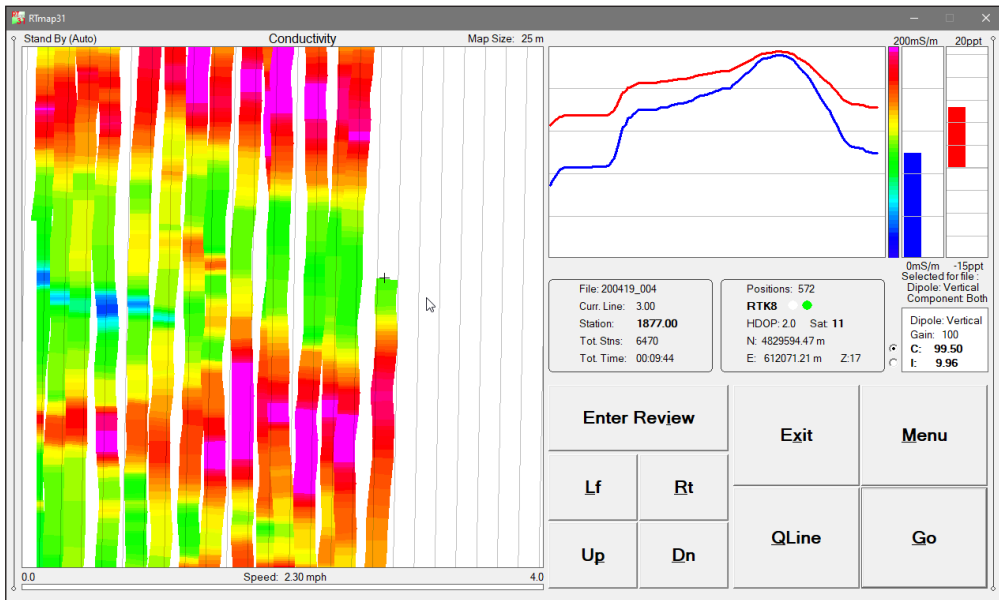 RTmap31
Stand By (Auto) Conductivity Map Size: 25 m
200mS/m 20ppt
0mS/m -15ppt
Selected for file :
Dipole: Vertical
Component: Both
File: 200419_004
Curr. Line: 3.00
Station: 1877.00
Tot. Stns: 6470
Tot. Time: 00:09:44
Positions: 572
RTK8
HDOP: 2.0 Sat: 11
N: 4829594.47 m
E: 612071.21 m Z:17
Dipole: Vertical
Gain: 100
C: 99.50
I: 9.96
Enter Review
Exit
Menu
Lf
Rt
QLine
Go
Up
Dn
0.0 Speed: 2.30 mph 4.0